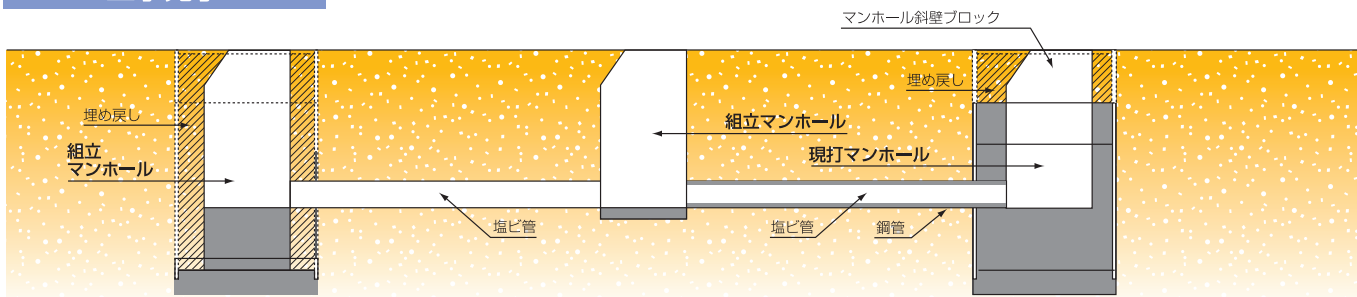 マンホール斜壁ブロック
埋め戻し
埋め戻し
組立マンホール
組立
マンホール
現打マンホール
塩ビ管
塩ビ管
鋼管